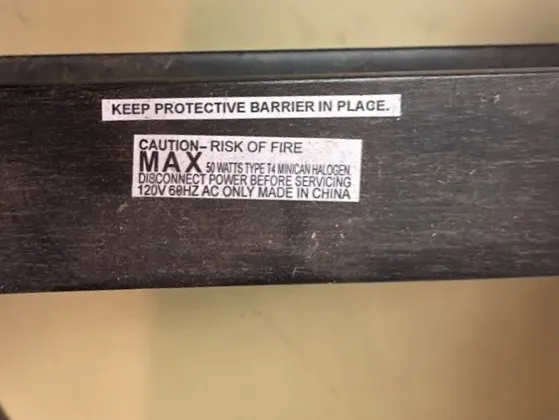 KEEP PROTECTIVE BARRIER IN PLACE.
CAUTION– RISK OF FIRE
MAX 50 WATTS TYPE T4 MINICAN HALOGEN.
DISCONNECT POWER BEFORE SERVICING
120V 60HZ AC ONLY MADE IN CHINA